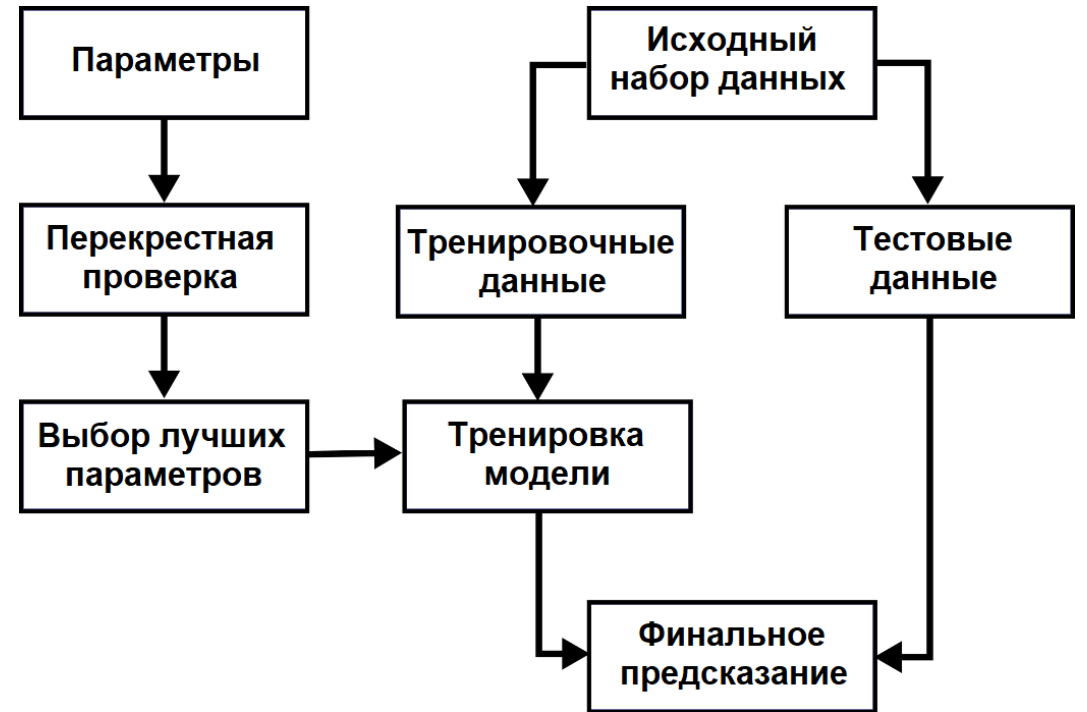 Параметры
Исходный
набор данных
Перекрестная
проверка
Тренировочные
данные
Тестовые
данные
Выбор лучших
параметров
Тренировка
модели
Финальное
предсказание